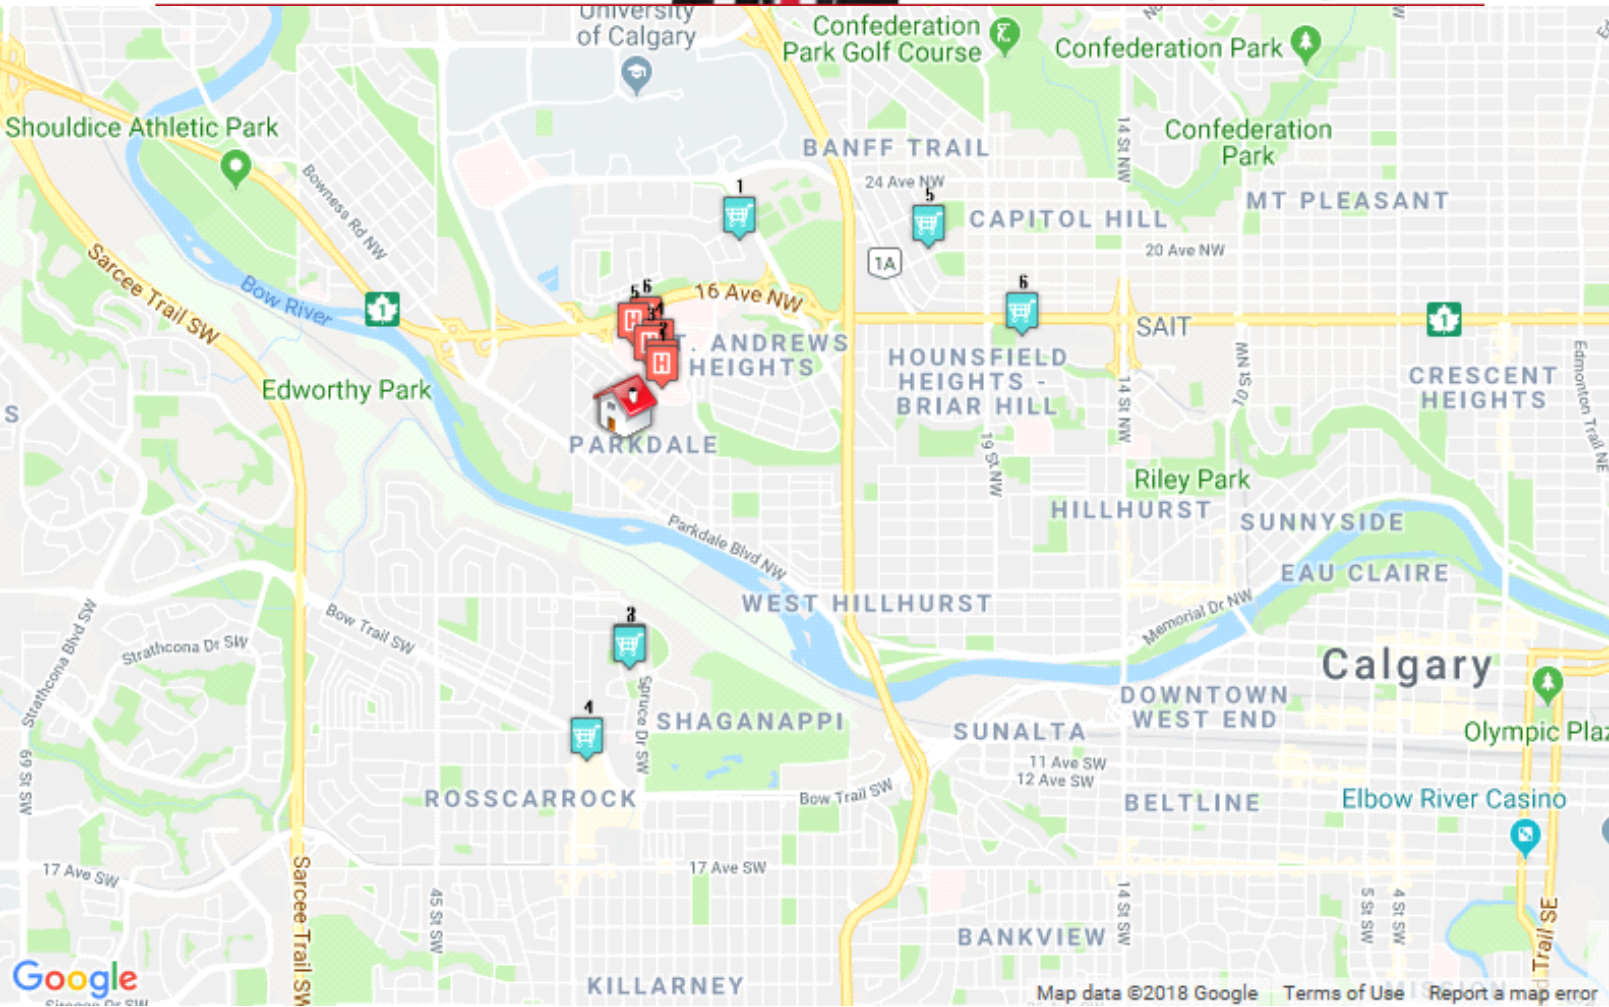 University
of Calgary
Confederation
Park Golf Course
Confederation Park
Shouldice Athletic Park
BANFF TRAIL
14 St NW
Confederation
Park
24 Ave NW
Bowness Rd NW
1
5
CAPITOL HILL
MT PLEASANT
20 Ave NW
1A
Sarcee Trail SW
Bow River
1
5
6
16 Ave NW
6
SAIT
1
3
4
2
T. ANDREWS
HEIGHTS
HOUNSFIELD
HEIGHTS -
BRIAR HILL
Edworthy Park
S
14 St NW
10 St NW
CRESCENT
HEIGHTS
Edmonton Trail NE
PARKDALE
19 St NW
Riley Park
HILLHURST
SUNNYSIDE
Parkdale Blvd NW
EAU CLAIRE
WEST HILLHURST
Memorial Dr NW
Bow Trail SW
3
Strathcona Dr SW
Strathcona Blvd SW
Calgary
Spruce Dr SW
DOWNTOWN
WEST END
4
SHAGANAPPI
SUNALTA
Olympic Plaz
11 Ave SW
12 Ave SW
69 St SW
ROSSCARROCK
Bow Trail SW
BELTLINE
Elbow River Casino
17 Ave SW
17 Ave SW
Sarcee Trail SW
45 St SW
14 St SW
5 St SW
4 St SW
Trail SE
BANKVIEW
Google
KILLARNEY
MISSION
Map data ©2018 Google
Terms of Use
Report a map error